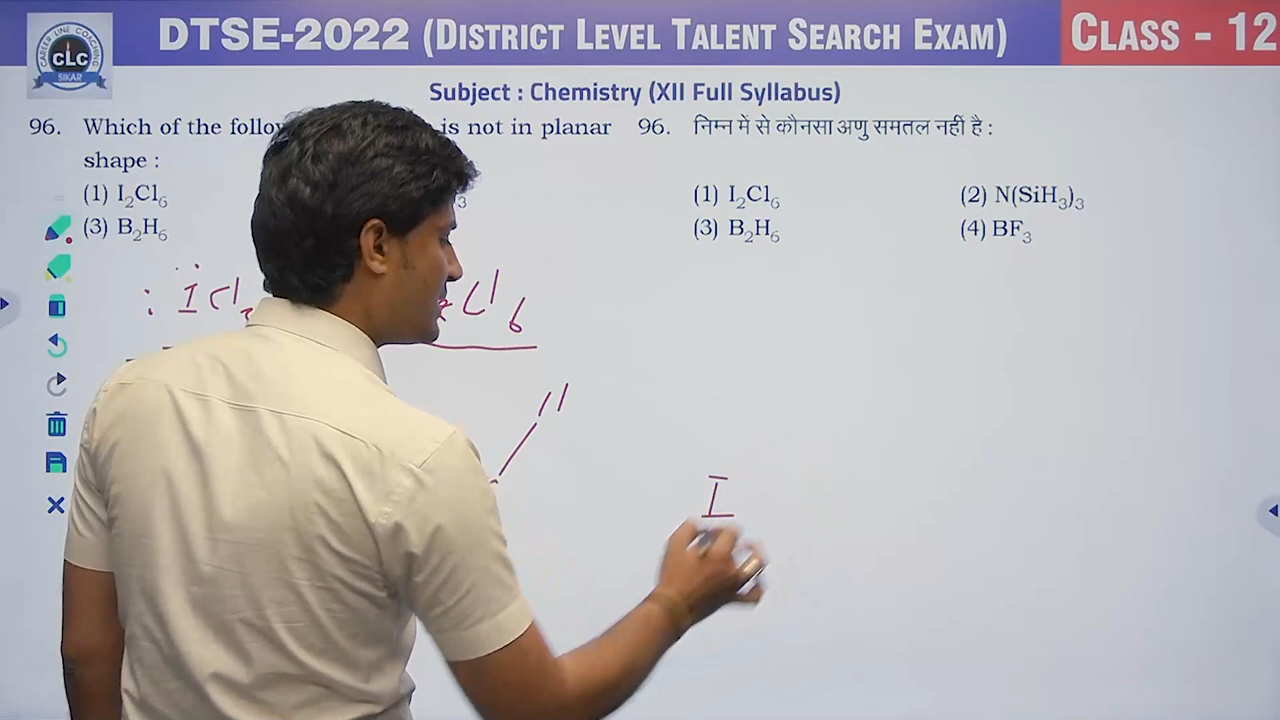 CAREER LINE COACHING
CLC
SIKAR
DTSE-2022 (DISTRICT LEVEL TALENT SEARCH EXAM)
CLASS - 12
Subject : Chemistry (XII Full Syllabus)
96. Which of the is not in planar
shape :
(1) I₂Cl₆
(3) B₂H₆
96. निम्न में से कौनसा अणु समतल नहीं है :
(1) I₂Cl₆ (2) N(SiH₃)₃
(3) B₂H₆ (4) BF₃
: ICl Cl₆
I